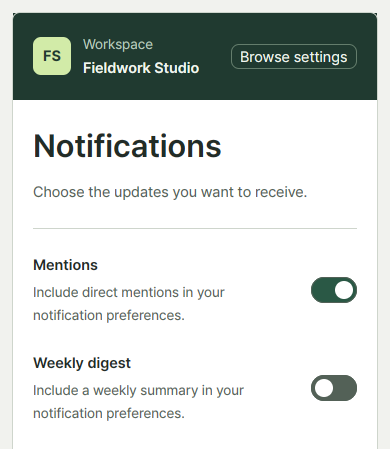 FS
Workspace
Fieldwork Studio
Browse settings
Notifications
Choose the updates you want to receive.
Mentions
Include direct mentions in your
notification preferences.
Weekly digest
Include a weekly summary in your
notification preferences.